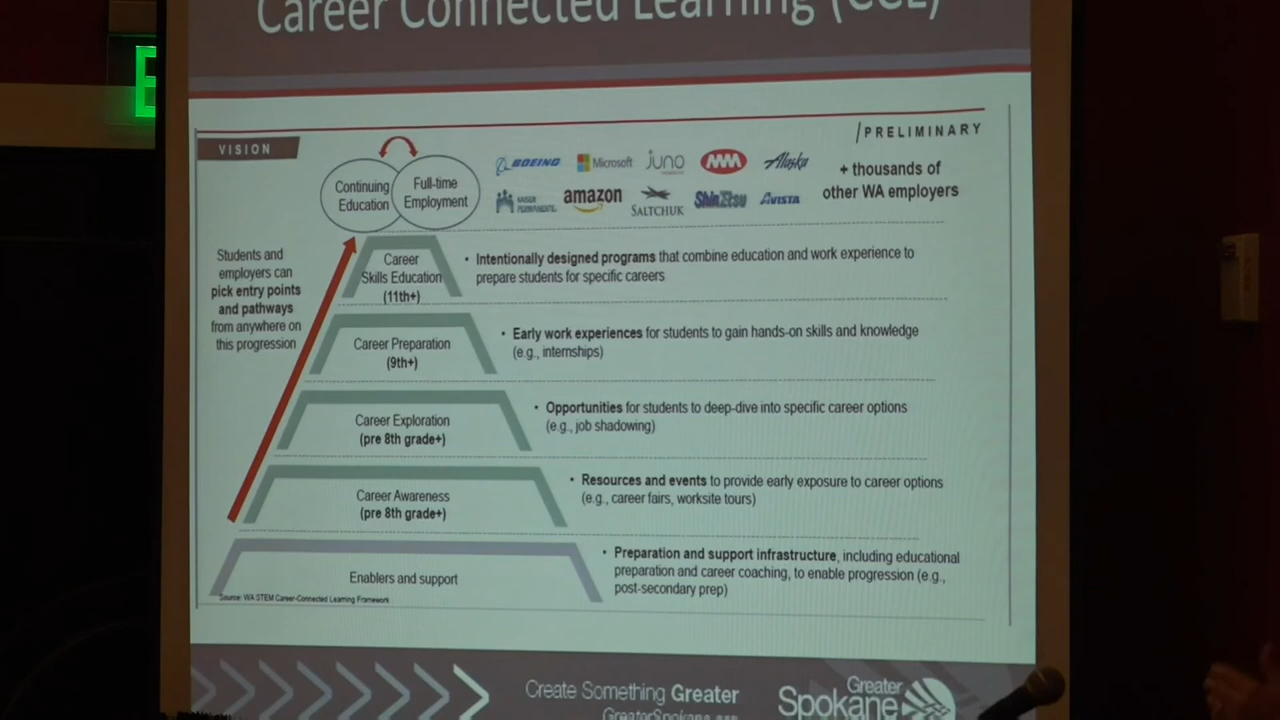 Career Connected Learning (CCL)
E
VISION
/PRELIMINARY
Continuing
Education
Full-time
Employment
BOEING
Microsoft
juno
Alaska
KAISER
PERMANENTE
amazon
SALTCHUK
ShinEtsu
AVISTA
+ thousands of
other WA employers
Students and
employers can
pick entry points
and pathways
from anywhere on
this progression
Career
Skills Education
(11th+)
• Intentionally designed programs that combine education and work experience to
prepare students for specific careers
Career Preparation
(9th+)
• Early work experiences for students to gain hands-on skills and knowledge
(e.g., internships)
Career Exploration
(pre 8th grade+)
• Opportunities for students to deep-dive into specific career options
(e.g., job shadowing)
Career Awareness
(pre 8th grade+)
• Resources and events to provide early exposure to career options
(e.g., career fairs, worksite tours)
Enablers and support
• Preparation and support infrastructure, including educational
preparation and career coaching, to enable progression (e.g.,
post-secondary prep)
Source: WA STEM Career-Connected Learning Framework
Create Something Greater
GreaterSpokane.org
Greater
Spokane